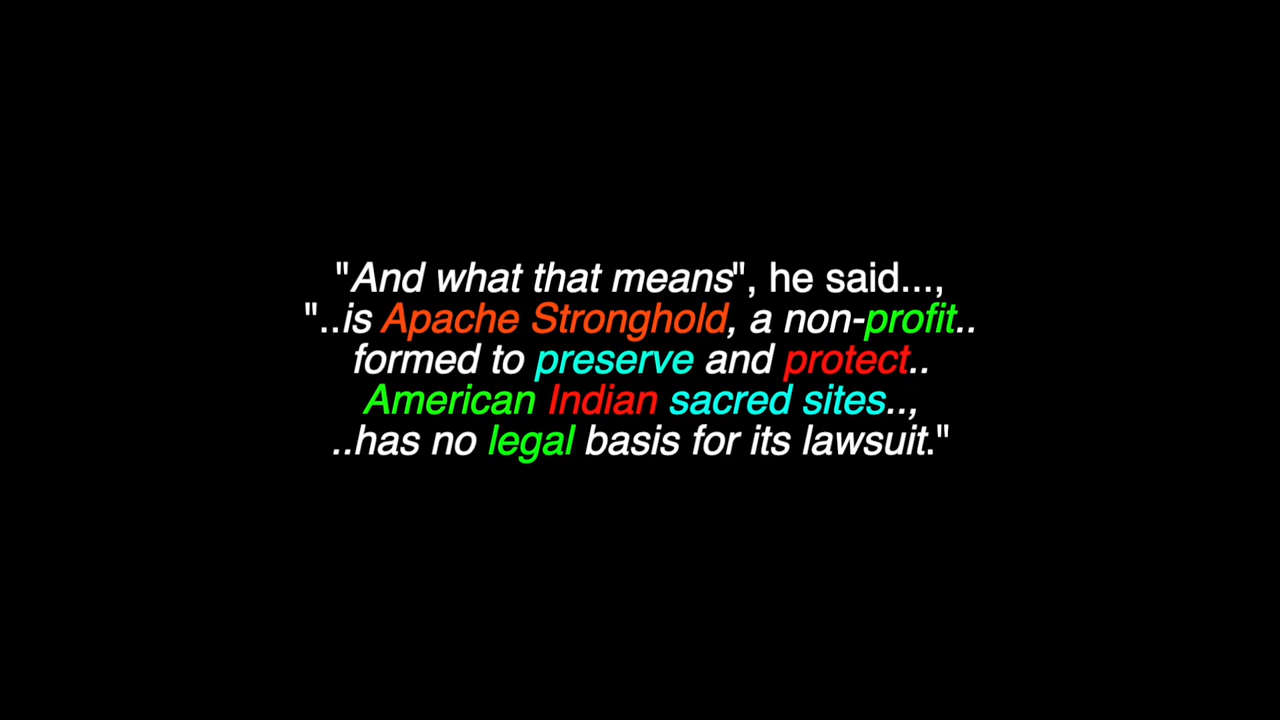 "And what that means", he said...,
"..is Apache Stronghold, a non-profit..
formed to preserve and protect..
American Indian sacred sites..,
..has no legal basis for its lawsuit."